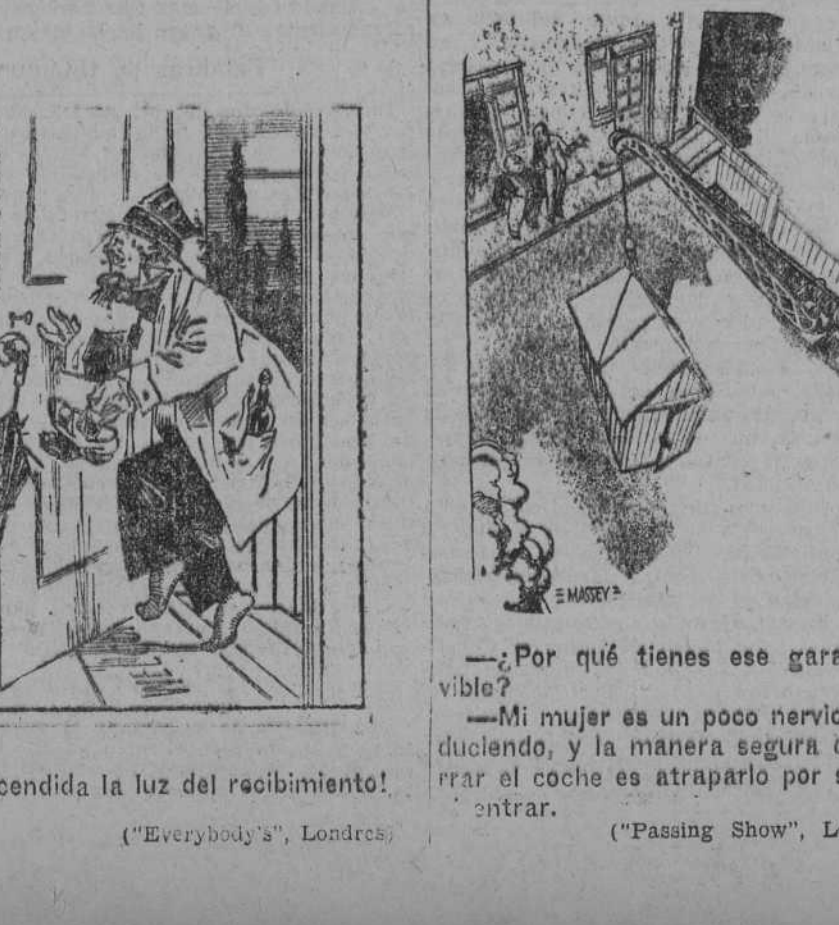 cendida la luz del recibimiento!
("Everybody's", Londres)
MASSEY
—¿Por qué tienes ese gara
vible?
—Mi mujer es un poco nervio
duciendo, y la manera segura
rrar el coche es atraparlo por s
entrar.
("Passing Show", L